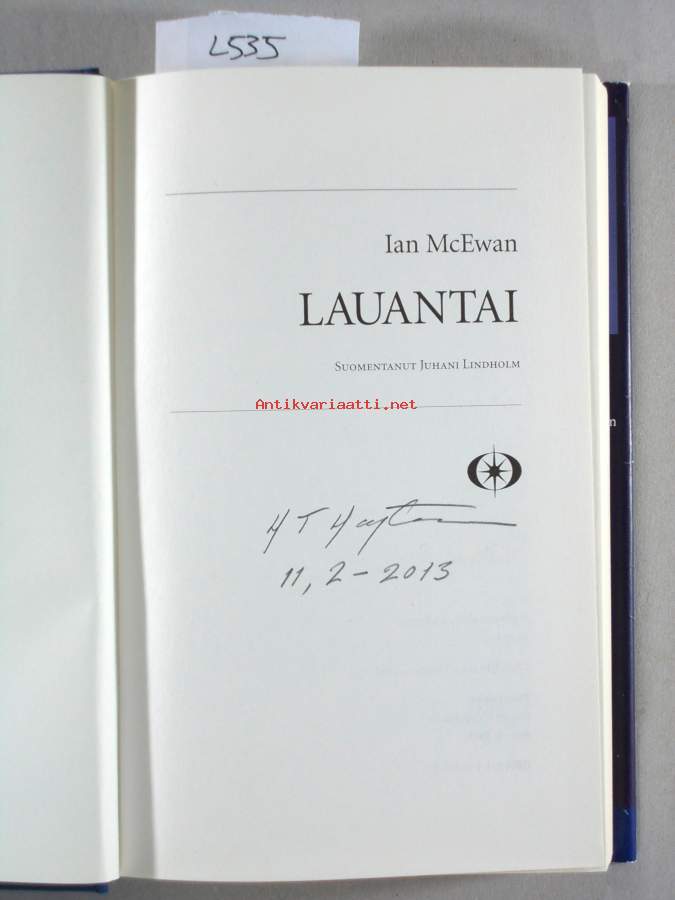 L535
Ian McEwan
LAUANTAI
SUOMENTANUT JUHANI LINDHOLM
Antikvariaatti.net
11, 2 - 2013